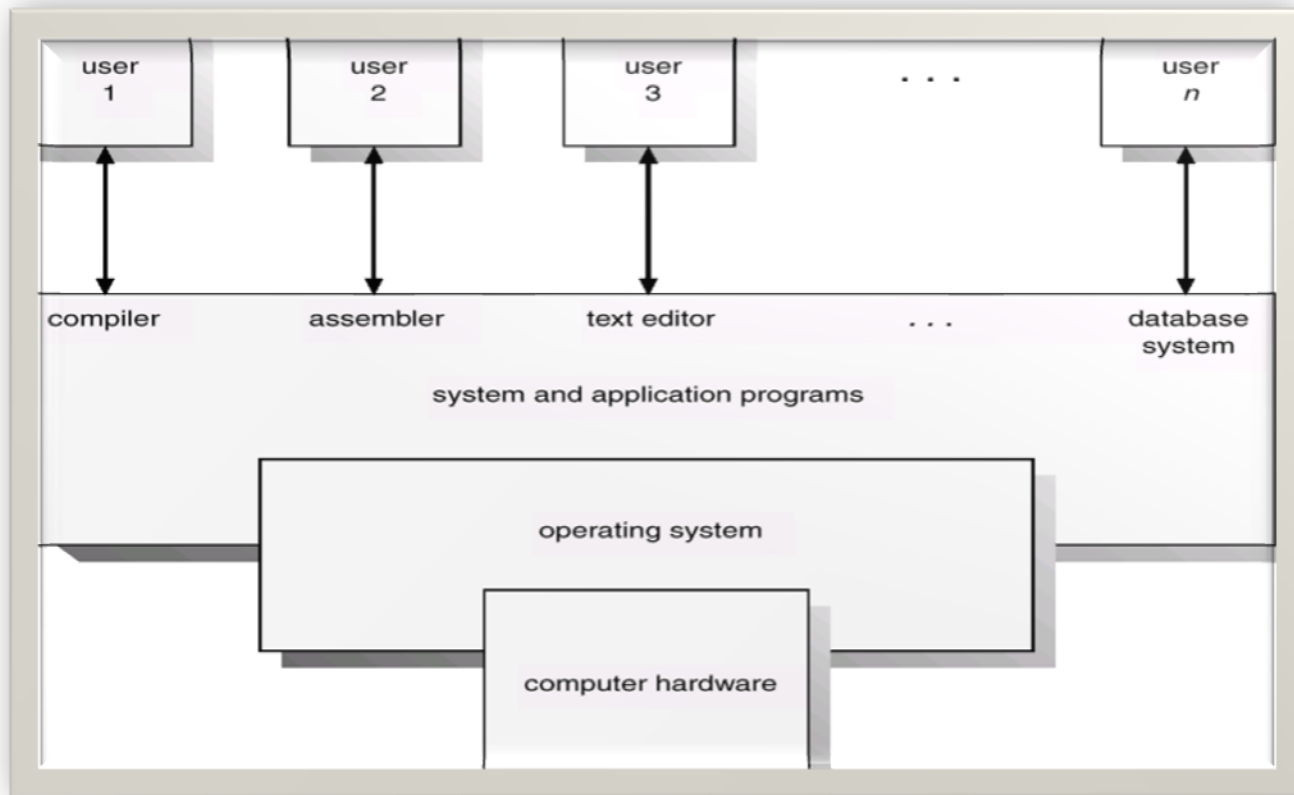 user
1
user
2
user
3
. . .
user
n
compiler
assembler
text editor
. . .
database
system
system and application programs
operating system
computer hardware